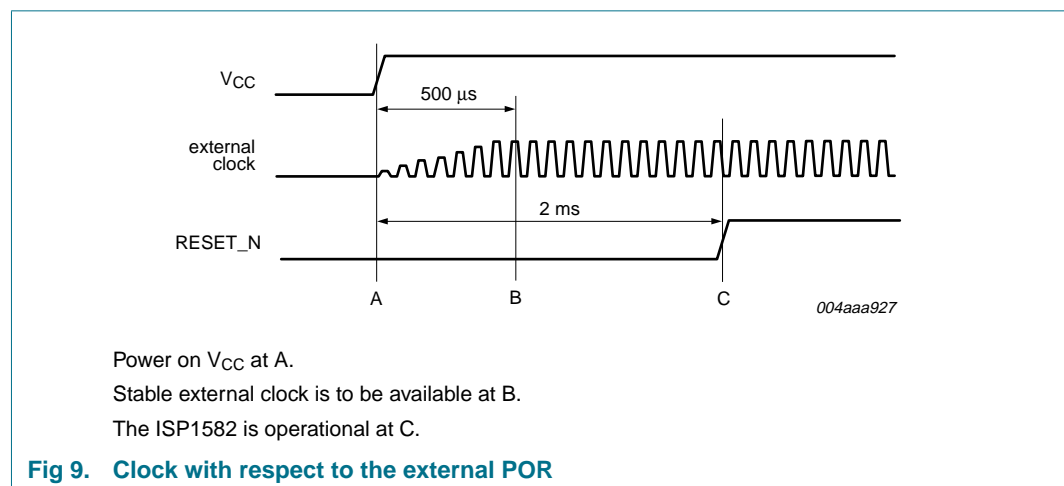 VCC
500 µs
external
clock
2 ms
RESET_N
A
B
C
004aaa927
Power on VCC at A.
Stable external clock is to be available at B.
The ISP1582 is operational at C.
Fig 9. Clock with respect to the external POR